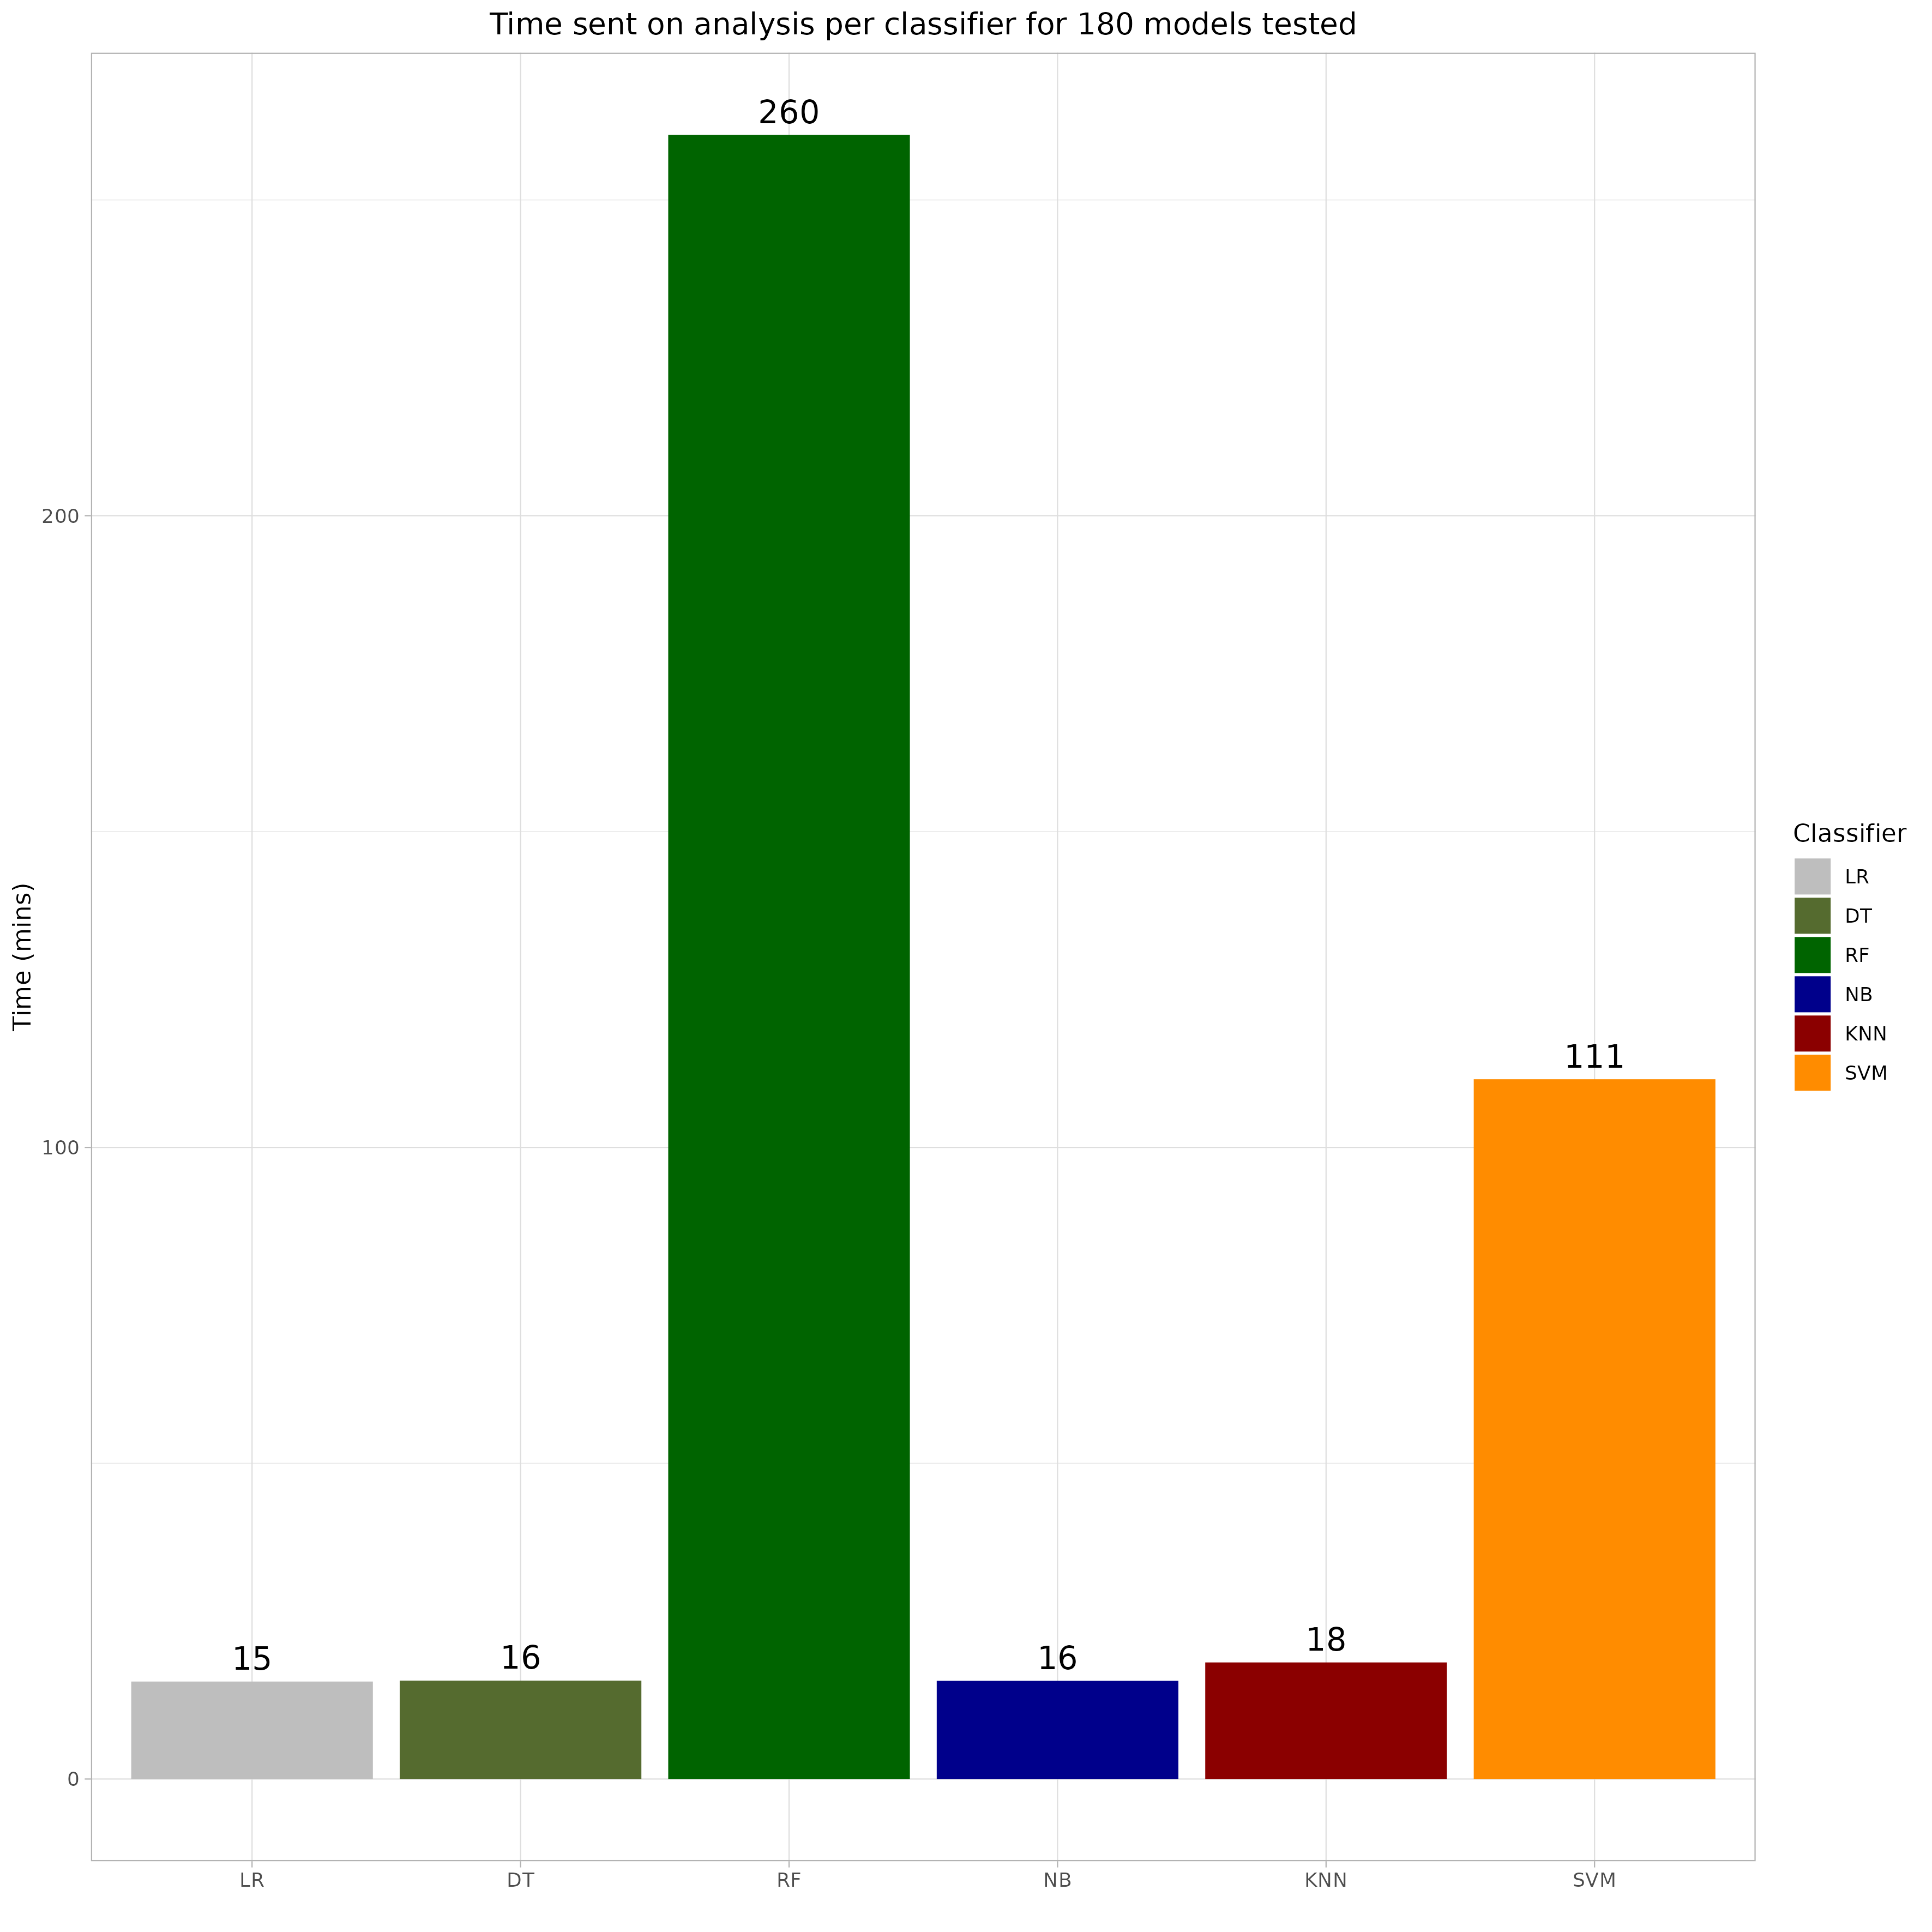 Time sent on analysis per classifier for 180 models tested
260
200
Classifier
LR
DT
RF
NB
KNN
SVM
Time (mins)
111
100
15
16
16
18
0
LR
DT
RF
NB
KNN
SVM